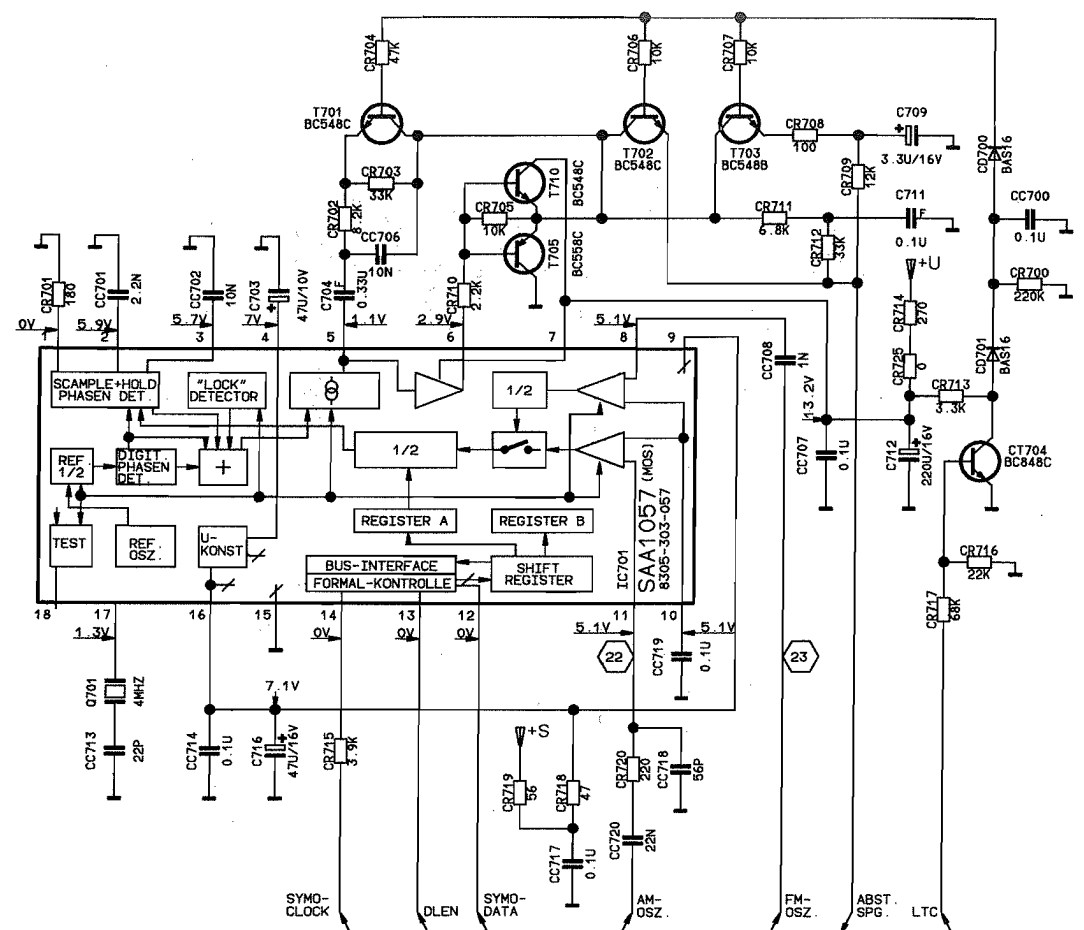 CR704
47K
CR706
10K
CR707
10K
T701
BC548C
T702
BC548C
T703
BC548B
CR708
100
C709
+
3.3U/16V
CR709
12K
CD700
BAS16
CR703
33K
CR702
8.2K
CC706
10N
T710
BC548C
CR705
10K
T705
BC558C
CR711
6.8K
C711
F
0.1U
CR712
33K
CC700
0.1U
CR700
220K
CR701
180
CC701
2.2N
CC702
10N
C703
47U/10V
+
C704
F
0.33U
CR710
2.2K
+U
CR714
270
CR725
0
CR713
3.3K
CD701
BAS16
0V
5.9V
5.7V
7V
1.1V
2.9V
5.1V
1
2
3
4
5
6
7
8
9
CC708
1N
13.2V
CC707
0.1U
C712
220U/16V
+
CT704
BC848C
SCAMPLE+HOLD
PHASEN DET.
"LOCK"
DETECTOR
1/2
REF
1/2
DIGIT.
PHASEN
DET.
+
1/2
TEST
REF.
OSZ.
U-
KONST
REGISTER A
REGISTER B
BUS-INTERFACE
FORMAL-KONTROLLE
SHIFT
REGISTER
IC701
SAA1057 (MOS)
8305-303-057
18
17
16
15
14
13
12
11
10
1.3V
0V
0V
0V
5.1V
5.1V
22
23
CC719
0.1U
CR716
22K
CR717
68K
Q701
4MHZ
CC713
22P
7.1V
CC714
0.1U
C716
47U/16V
+
CR715
3.9K
+S
CR719
56
CR718
47
CC717
0.1U
CR720
220
CC718
56P
CC720
22N
SYMO-
CLOCK
DLEN
SYMO-
DATA
AM-
OSZ.
FM-
OSZ.
ABST.
SPG.
LTC